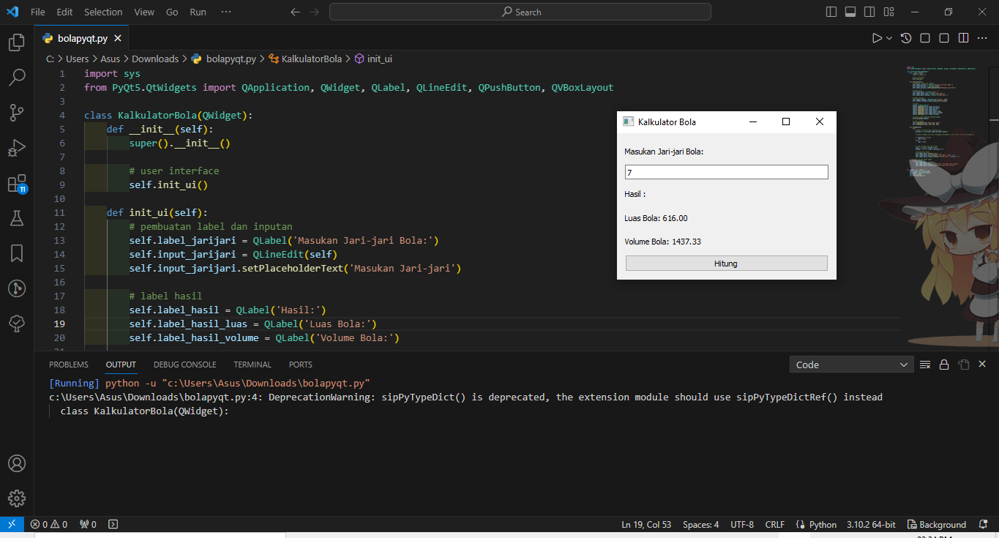 File Edit Selection View Go Run ··· Search
bolapyqt.py
C: > Users > Asus > Downloads > bolapyqt.py > KalkulatorBola > init_ui
1 import sys
2 from PyQt5.QtWidgets import QApplication, QWidget, QLabel, QLineEdit, QPushButton, QVBoxLayout
3
4 class KalkulatorBola(QWidget):
5 def __init__(self):
6 super().__init__()
7
8 # user interface
9 self.init_ui()
10
11 def init_ui(self):
12 # pembuatan label dan inputan
13 self.label_jarijari = QLabel('Masukan Jari-jari Bola:')
14 self.input_jarijari = QLineEdit(self)
15 self.input_jarijari.setPlaceholderText('Masukan Jari-jari')
16
17 # label hasil
18 self.label_hasil = QLabel('Hasil:')
19 self.label_hasil_luas = QLabel('Luas Bola:')
20 self.label_hasil_volume = QLabel('Volume Bola:')
Kalkulator Bola
Masukan Jari-jari Bola:
7
Hasil :
Luas Bola: 616.00
Volume Bola: 1437.33
Hitung
11
PROBLEMS OUTPUT DEBUG CONSOLE TERMINAL PORTS Code
[Running] python -u "c:\Users\Asus\Downloads\bolapyqt.py"
c:\Users\Asus\Downloads\bolapyqt.py:4: DeprecationWarning: sipPyTypeDict() is deprecated, the extension module should use sipPyTypeDictRef() instead
class KalkulatorBola(QWidget):
0 0 0 Ln 19, Col 53 Spaces: 4 UTF-8 CRLF Python 3.10.2 64-bit Background